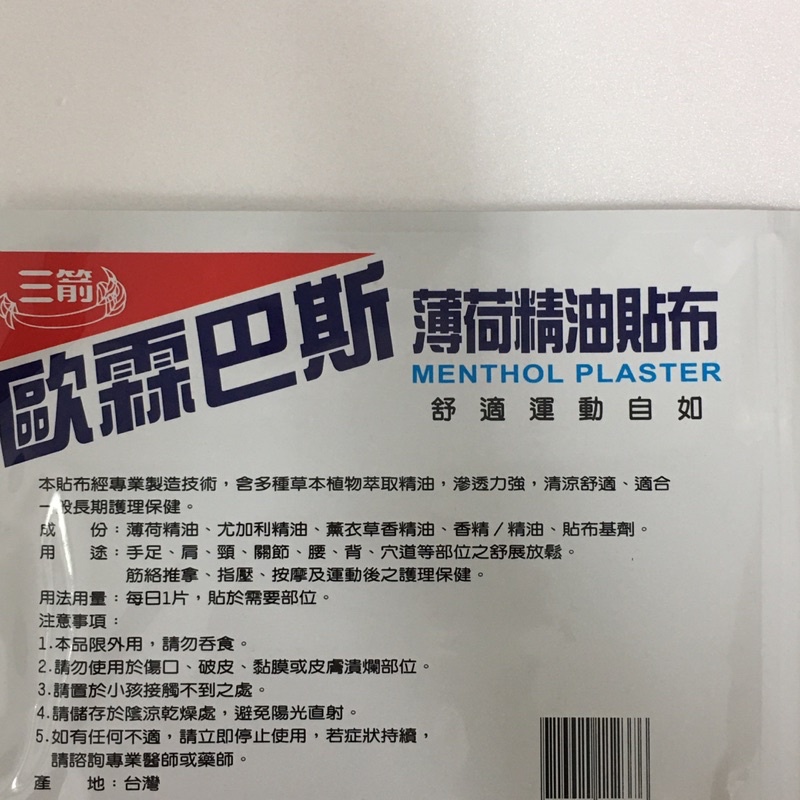 三箭
歐霖巴斯
薄荷精油貼布
MENTHOL PLASTER
舒適運動自如
本貼布經專業製造技術，含多種草本植物萃取精油，滲透力強，清涼舒適、適合
一般長期護理保健。
成　份：薄荷精油、尤加利精油、薰衣草香精油、香精/精油、貼布基劑。
用　途：手足、肩、頸、關節、腰、背、穴道等部位之舒展放鬆。
筋絡推拿、指壓、按摩及運動後之護理保健。
用法用量：每日1片，貼於需要部位。
注意事項：
1.本品限外用，請勿吞食。
2.請勿使用於傷口、破皮、黏膜或皮膚潰爛部位。
3.請置於小孩接觸不到之處。
4.請儲存於陰涼乾燥處，避免陽光直射。
5.如有任何不適，請立即停止使用，若症狀持續，
請諮詢專業醫師或藥師。
產　地：台灣